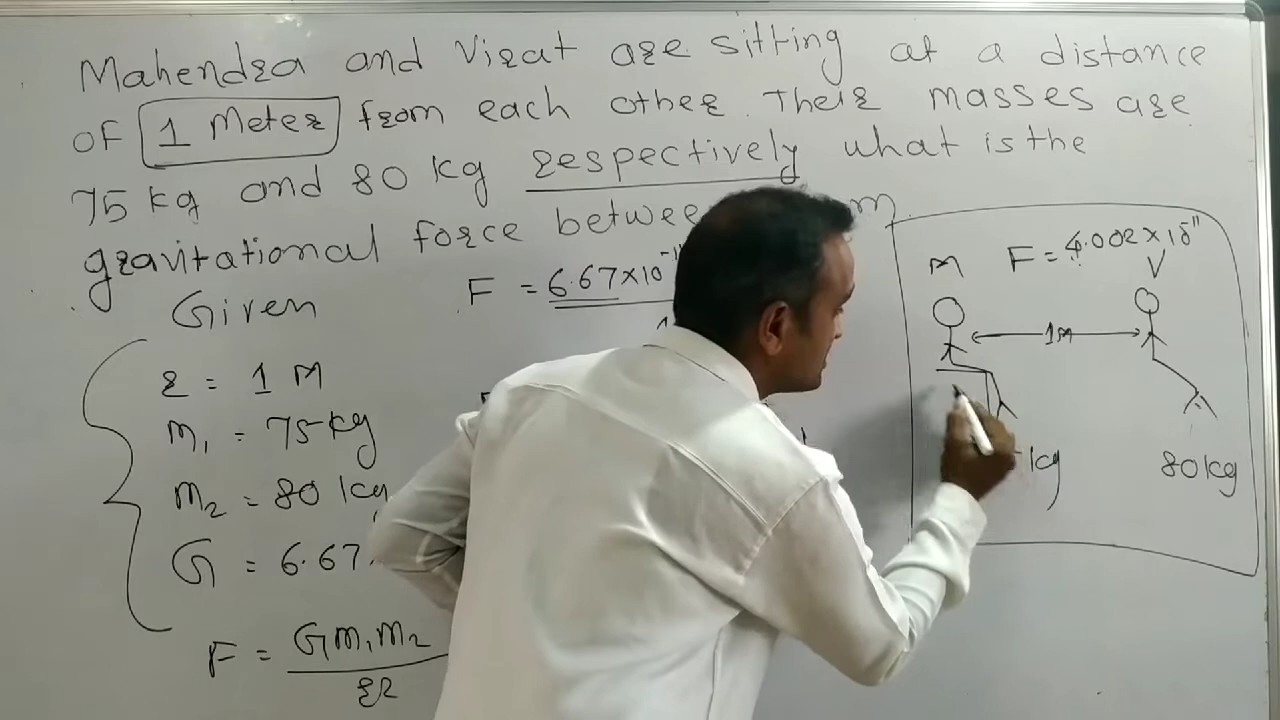 Mahendra and Virat are sitting at a distance
of 1 Meter from each other. Their masses are
75 kg and 80 kg respectively what is the
gravitational force
Given
F = 6.67×10⁻¹¹
r = 1 M
m₁ = 75 kg
m₂ = 80 kg
G = 6.67
F = Gm₁m₂
r2
M F = 4.002×10⁻¹¹ V
1M
kg 80 kg